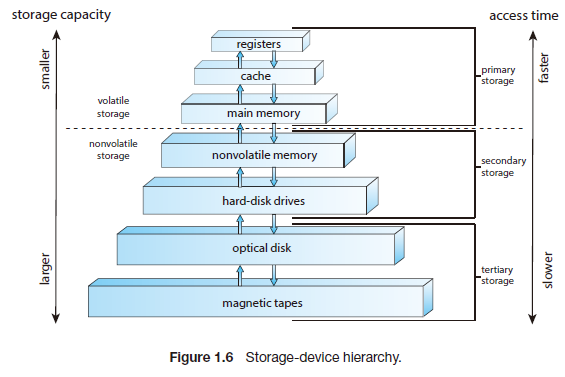 storage capacity
access time
smaller
faster
registers
cache
primary
storage
volatile
storage
main memory
nonvolatile
storage
nonvolatile memory
secondary
storage
hard-disk drives
optical disk
larger
slower
tertiary
storage
magnetic tapes
Figure 1.6 Storage-device hierarchy.